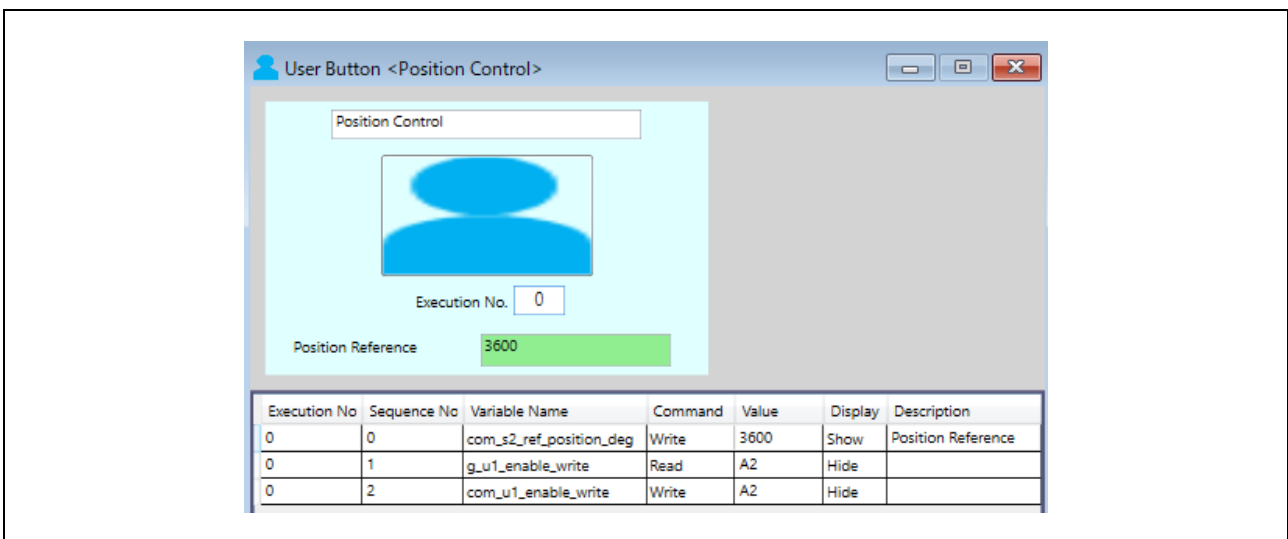 User Button <Position Control>
Position Control
Execution No. 0
Position Reference 3600
Execution No Sequence No Variable Name Command Value Display Description
0 0 com_s2_ref_position_deg Write 3600 Show Position Reference
0 1 g_u1_enable_write Read A2 Hide
0 2 com_u1_enable_write Write A2 Hide